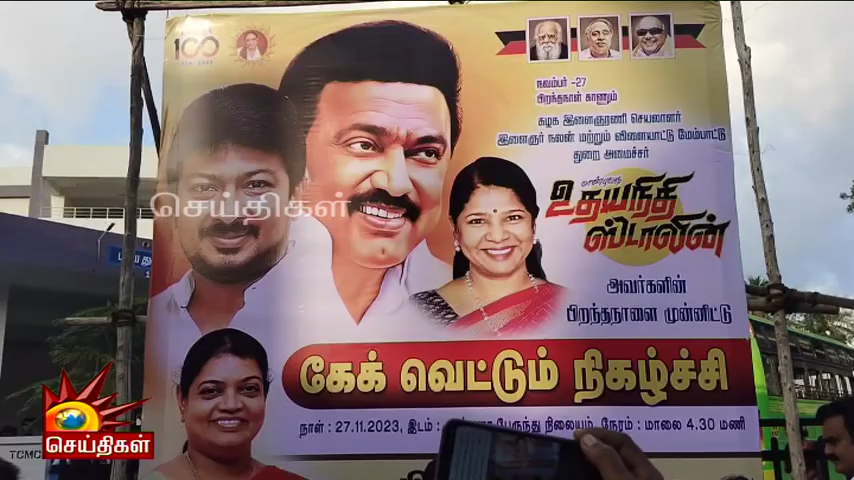 100
நவம்பர் -27
பிறந்தநாள் காணும்
கழக இளைஞரணி செயலாளர்
இளைஞர் நலன் மற்றும் விளையாட்டு மேம்பாட்டு
துறை அமைச்சர்
மாண்புமிகு
உதயநிதி
ஸ்டாலின்
அவர்களின்
பிறந்தநாளை முன்னிட்டு
செய்திகள்
கேக் வெட்டும் நிகழ்ச்சி
நாள் : 27.11.2023, இடம் : பேருந்து நிலையம், நேரம் : மாலை 4.30 மணி
செய்திகள்
TCMC